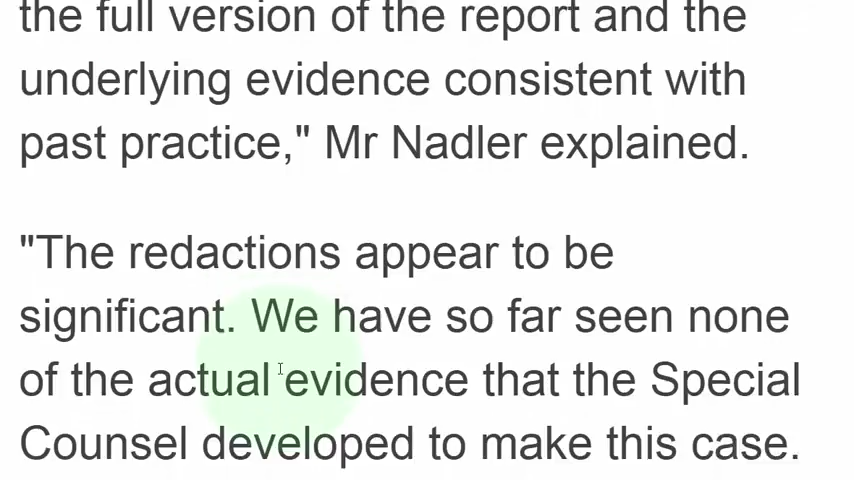 the full version of the report and the
underlying evidence consistent with
past practice," Mr Nadler explained.
"The redactions appear to be
significant. We have so far seen none
of the actual evidence that the Special
Counsel developed to make this case.